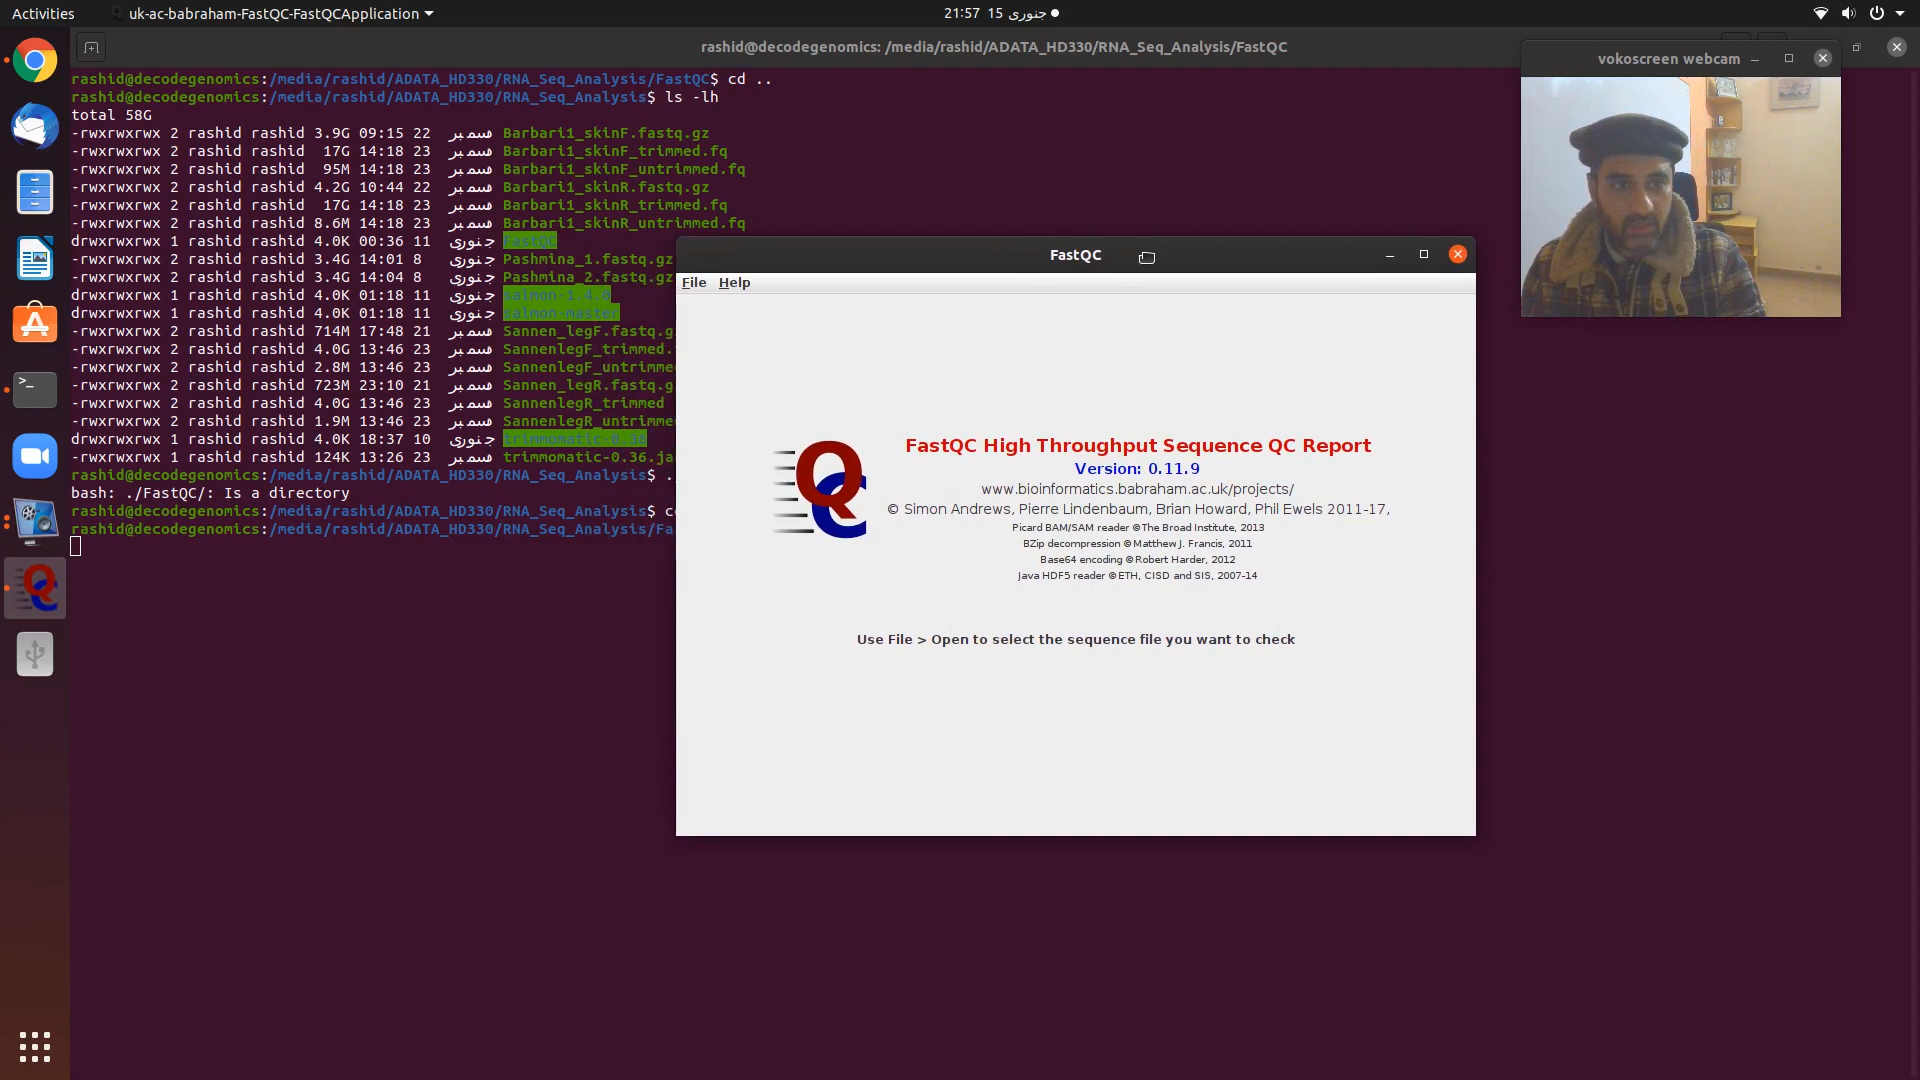 Activities
uk-ac-babraham-FastQC-FastQCApplication
21:57 15 جنوری
rashid@decodegenomics: /media/rashid/ADATA_HD330/RNA_Seq_Analysis/FastQC
vokoscreen webcam
rashid@decodegenomics:/media/rashid/ADATA_HD330/RNA_Seq_Analysis/FastQC$ cd ..
rashid@decodegenomics:/media/rashid/ADATA_HD330/RNA_Seq_Analysis$ ls -lh
total 58G
-rwxrwxrwx 2 rashid rashid 3.9G 09:15 22 دسمبر Barbari1_skinF.fastq.gz
-rwxrwxrwx 2 rashid rashid 17G 14:18 23 دسمبر Barbari1_skinF_trimmed.fq
-rwxrwxrwx 2 rashid rashid 95M 14:18 23 دسمبر Barbari1_skinF_untrimmed.fq
-rwxrwxrwx 2 rashid rashid 4.2G 10:44 22 دسمبر Barbari1_skinR.fastq.gz
-rwxrwxrwx 2 rashid rashid 17G 14:18 23 دسمبر Barbari1_skinR_trimmed.fq
-rwxrwxrwx 2 rashid rashid 8.6M 14:18 23 دسمبر Barbari1_skinR_untrimmed.fq
drwxrwxrwx 1 rashid rashid 4.0K 00:36 11 جنوری FastQC
-rwxrwxrwx 2 rashid rashid 3.4G 14:01 8 جنوری Pashmina_1.fastq.gz
-rwxrwxrwx 2 rashid rashid 3.4G 14:04 8 جنوری Pashmina_2.fastq.gz
drwxrwxrwx 1 rashid rashid 4.0K 01:18 11 جنوری salmon-1.4.0
drwxrwxrwx 1 rashid rashid 4.0K 01:18 11 جنوری salmon-master
-rwxrwxrwx 2 rashid rashid 714M 17:48 21 دسمبر Sannen_legF.fastq.g
-rwxrwxrwx 2 rashid rashid 4.0G 13:46 23 دسمبر SannenlegF_trimmed.
-rwxrwxrwx 2 rashid rashid 2.8M 13:46 23 دسمبر SannenlegF_untrimme
-rwxrwxrwx 2 rashid rashid 723M 23:10 21 دسمبر Sannen_legR.fastq.g
-rwxrwxrwx 2 rashid rashid 4.0G 13:46 23 دسمبر SannenlegR_trimmed
-rwxrwxrwx 2 rashid rashid 1.9M 13:46 23 دسمبر SannenlegR_untrimme
drwxrwxrwx 1 rashid rashid 4.0K 18:37 10 جنوری trimmomatic-0.36
-rwxrwxrwx 2 rashid rashid 124K 13:26 23 دسمبر trimmomatic-0.36.ja
rashid@decodegenomics:/media/rashid/ADATA_HD330/RNA_Seq_Analysis$ .
bash: ./FastQC/: Is a directory
rashid@decodegenomics:/media/rashid/ADATA_HD330/RNA_Seq_Analysis$ c
rashid@decodegenomics:/media/rashid/ADATA_HD330/RNA_Seq_Analysis/Fa
FastQC
File Help
FastQC High Throughput Sequence QC Report
Version: 0.11.9
www.bioinformatics.babraham.ac.uk/projects/
© Simon Andrews, Pierre Lindenbaum, Brian Howard, Phil Ewels 2011-17,
Picard BAM/SAM reader ©The Broad Institute, 2013
BZip decompression ©Matthew J. Francis, 2011
Base64 encoding ©Robert Harder, 2012
Java HDF5 reader ©ETH, CISD and SIS, 2007-14
Use File > Open to select the sequence file you want to check